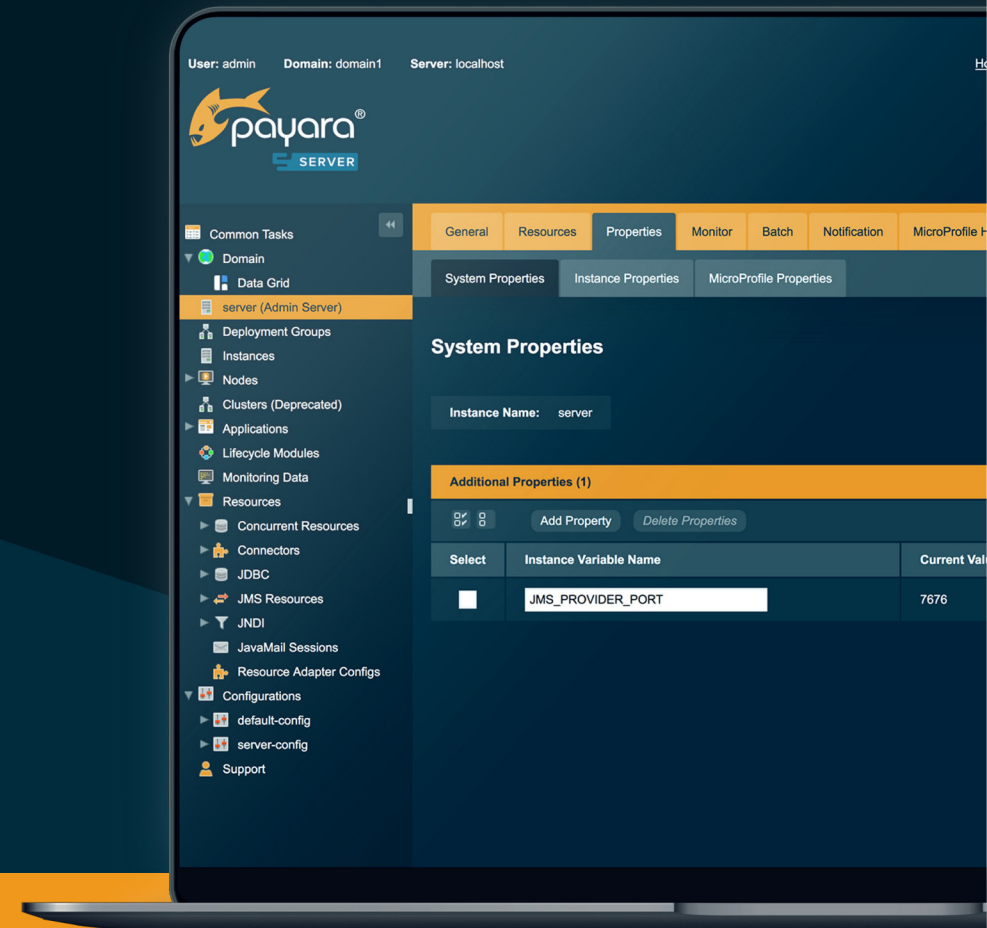 User: admin Domain: domain1 Server: localhost
payara®
SERVER
Common Tasks
Domain
Data Grid
server (Admin Server)
Deployment Groups
Instances
Nodes
Clusters (Deprecated)
Applications
Lifecycle Modules
Monitoring Data
Resources
Concurrent Resources
Connectors
JDBC
JMS Resources
JNDI
JavaMail Sessions
Resource Adapter Configs
Configurations
default-config
server-config
Support
General Resources Properties Monitor Batch Notification MicroProfile
System Properties Instance Properties MicroProfile Properties
System Properties
Instance Name: server
Additional Properties (1)
Add Property Delete Properties
Select Instance Variable Name Current
JMS_PROVIDER_PORT 7676